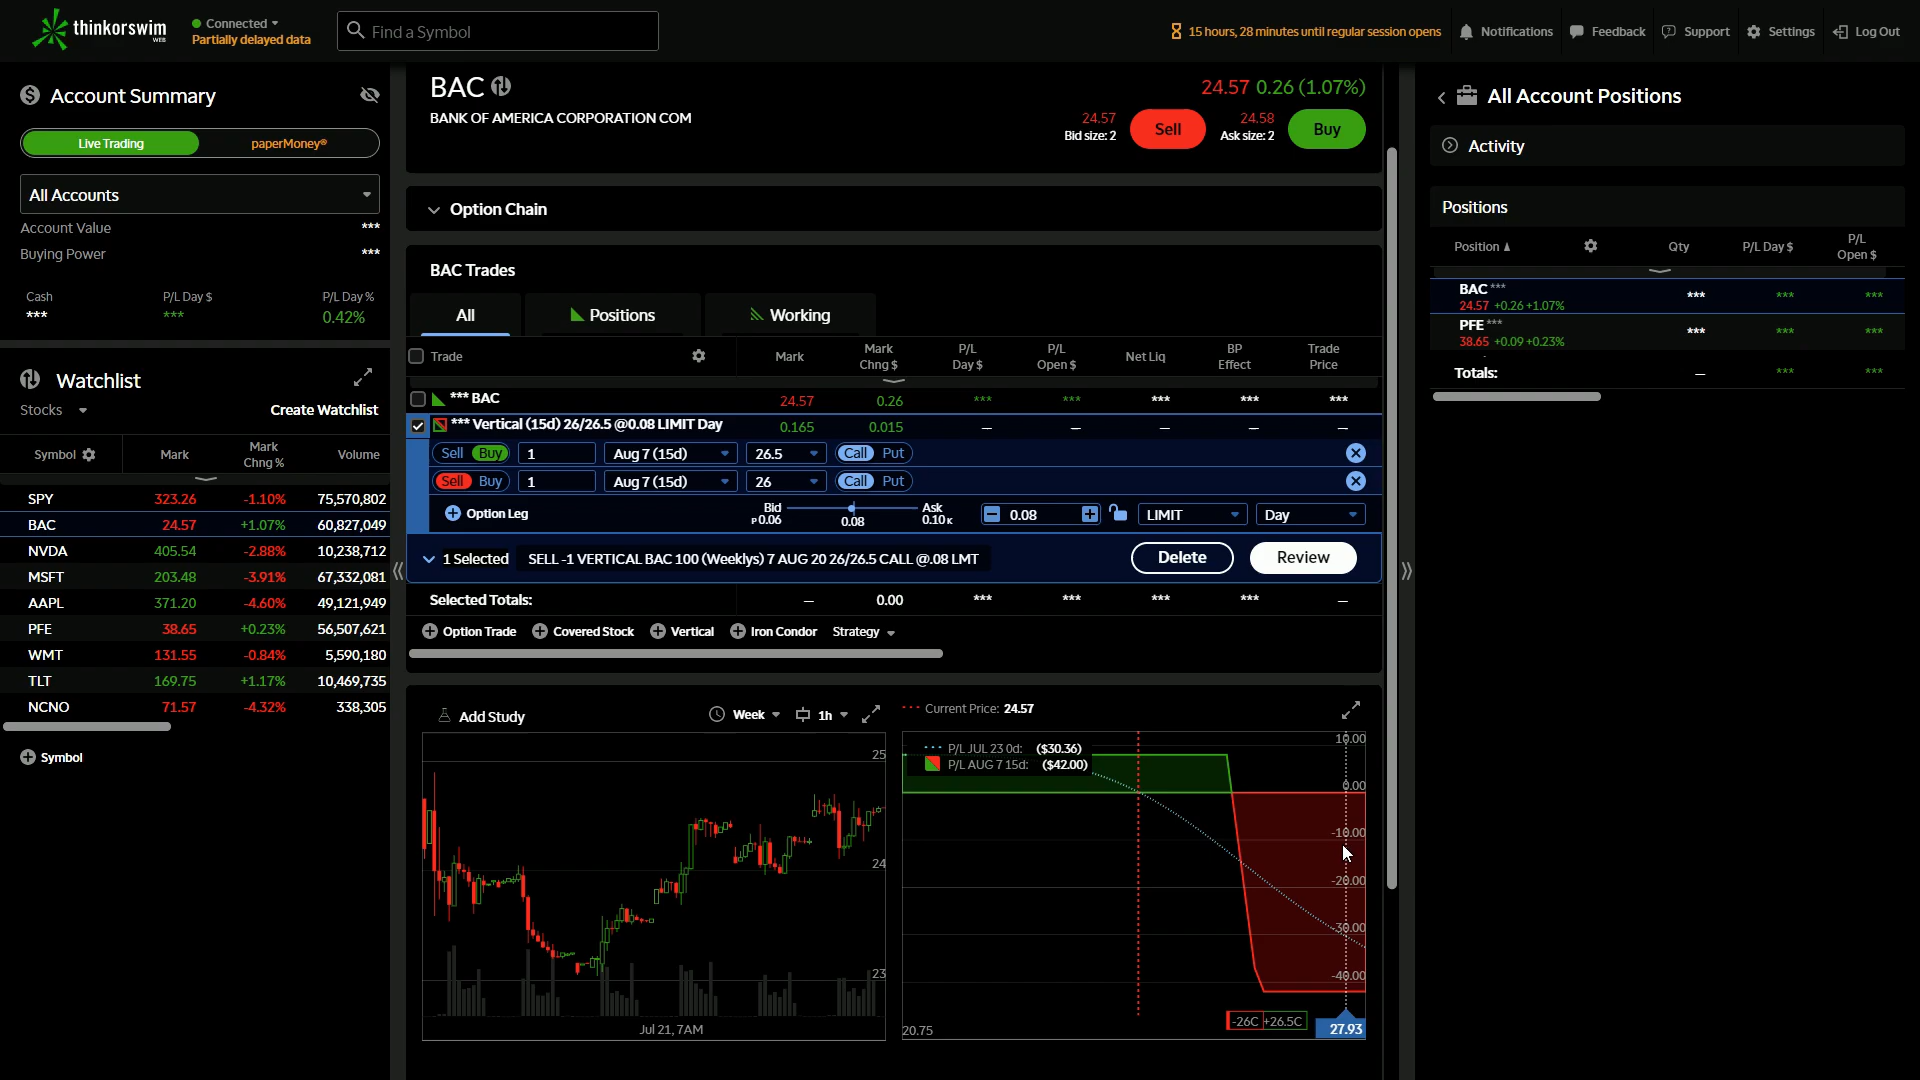 thinkorswim
WEB
Connected
Partially delayed data
Find a Symbol
15 hours, 28 minutes until regular session opens
Notifications
Feedback
Support
Settings
Log Out
Account Summary
Live Trading
paperMoney®
All Accounts
Account Value ***
Buying Power ***
Cash P/L Day $ P/L Day %
*** *** 0.42%
Watchlist
Stocks
Create Watchlist
Symbol Mark Mark Chng % Volume
SPY 323.26 -1.10% 75,570,802
BAC 24.57 +1.07% 60,827,049
NVDA 405.54 -2.88% 10,238,712
MSFT 203.48 -3.91% 67,332,081
AAPL 371.20 -4.60% 49,121,949
PFE 38.65 +0.23% 56,507,621
WMT 131.55 -0.84% 5,590,180
TLT 169.75 +1.17% 10,469,735
NCNO 71.57 -4.32% 338,305
Symbol
BAC
BANK OF AMERICA CORPORATION COM
24.57 0.26 (1.07%)
24.57
Bid size: 2
Sell
24.58
Ask size: 2
Buy
Option Chain
BAC Trades
All
Positions
Working
Trade Mark Mark Chng $ P/L Day $ P/L Open $ Net Liq BP Effect Trade Price
*** BAC 24.57 0.26 *** *** *** *** ***
*** Vertical (15d) 26/26.5 @0.08 LIMIT Day 0.165 0.015 – – – – –
Sell Buy 1 Aug 7 (15d) 26.5 Call Put
Sell Buy 1 Aug 7 (15d) 26 Call Put
Option Leg
Bid
P 0.06
0.08
Ask
0.10 K
0.08
LIMIT
Day
1 Selected
SELL -1 VERTICAL BAC 100 (Weeklys) 7 AUG 20 26/26.5 CALL @.08 LMT
Delete
Review
Selected Totals: – 0.00 *** *** *** *** –
Option Trade
Covered Stock
Vertical
Iron Condor
Strategy
Add Study
Week
1h
25
24
23
Jul 21, 7AM
Current Price: 24.57
P/L JUL 23 0d: ($30.36)
P/L AUG 7 15d: ($42.00)
10.00
0.00
-10.00
-20.00
-30.00
-40.00
-26C
+26.5C
20.75
27.93
All Account Positions
Activity
Positions
Position Qty P/L Day $ P/L Open $
BAC ***
24.57 +0.26 +1.07%
*** *** ***
PFE ***
38.65 +0.09 +0.23%
*** *** ***
Totals: – *** ***